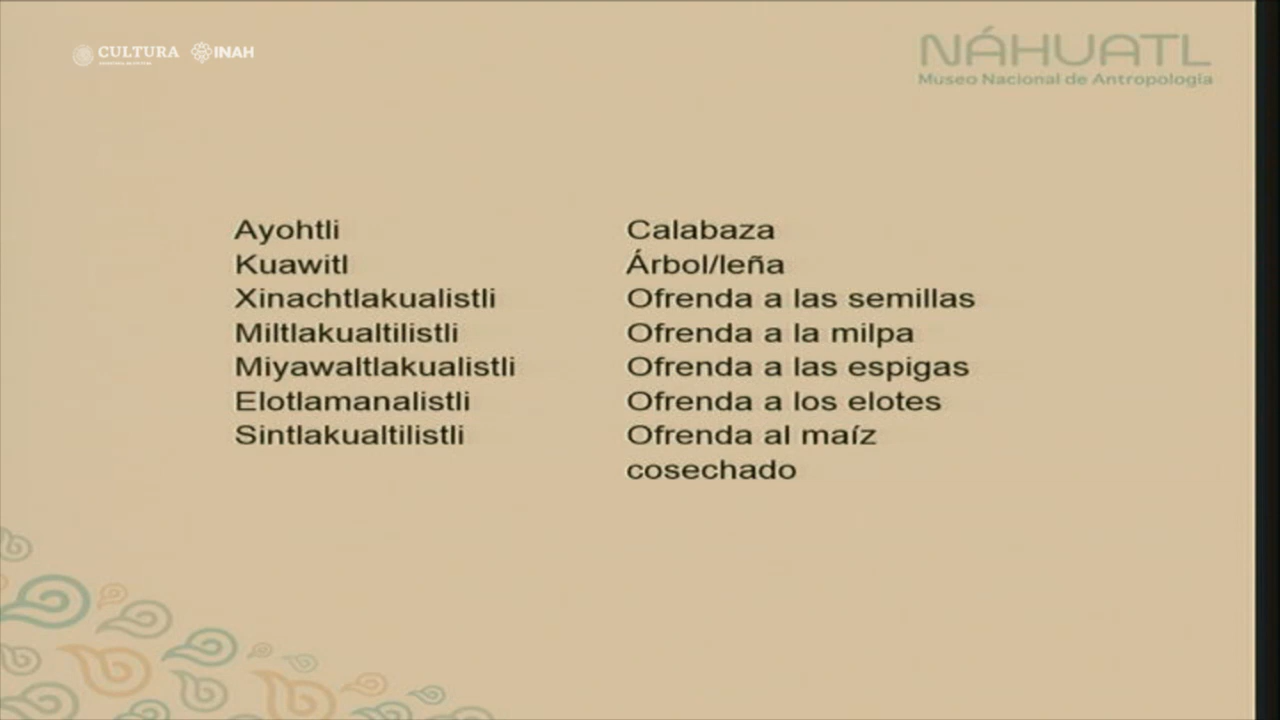 CULTURA INAH
NÁHUATL
Museo Nacional de Antropología
Ayohtli Calabaza
Kuawitl Árbol/leña
Xinachtlakualistli Ofrenda a las semillas
Miltlakualtilistli Ofrenda a la milpa
Miyawaltlakualistli Ofrenda a las espigas
Elotlamanalistli Ofrenda a los elotes
Sintlakualtilistli Ofrenda al maíz
cosechado